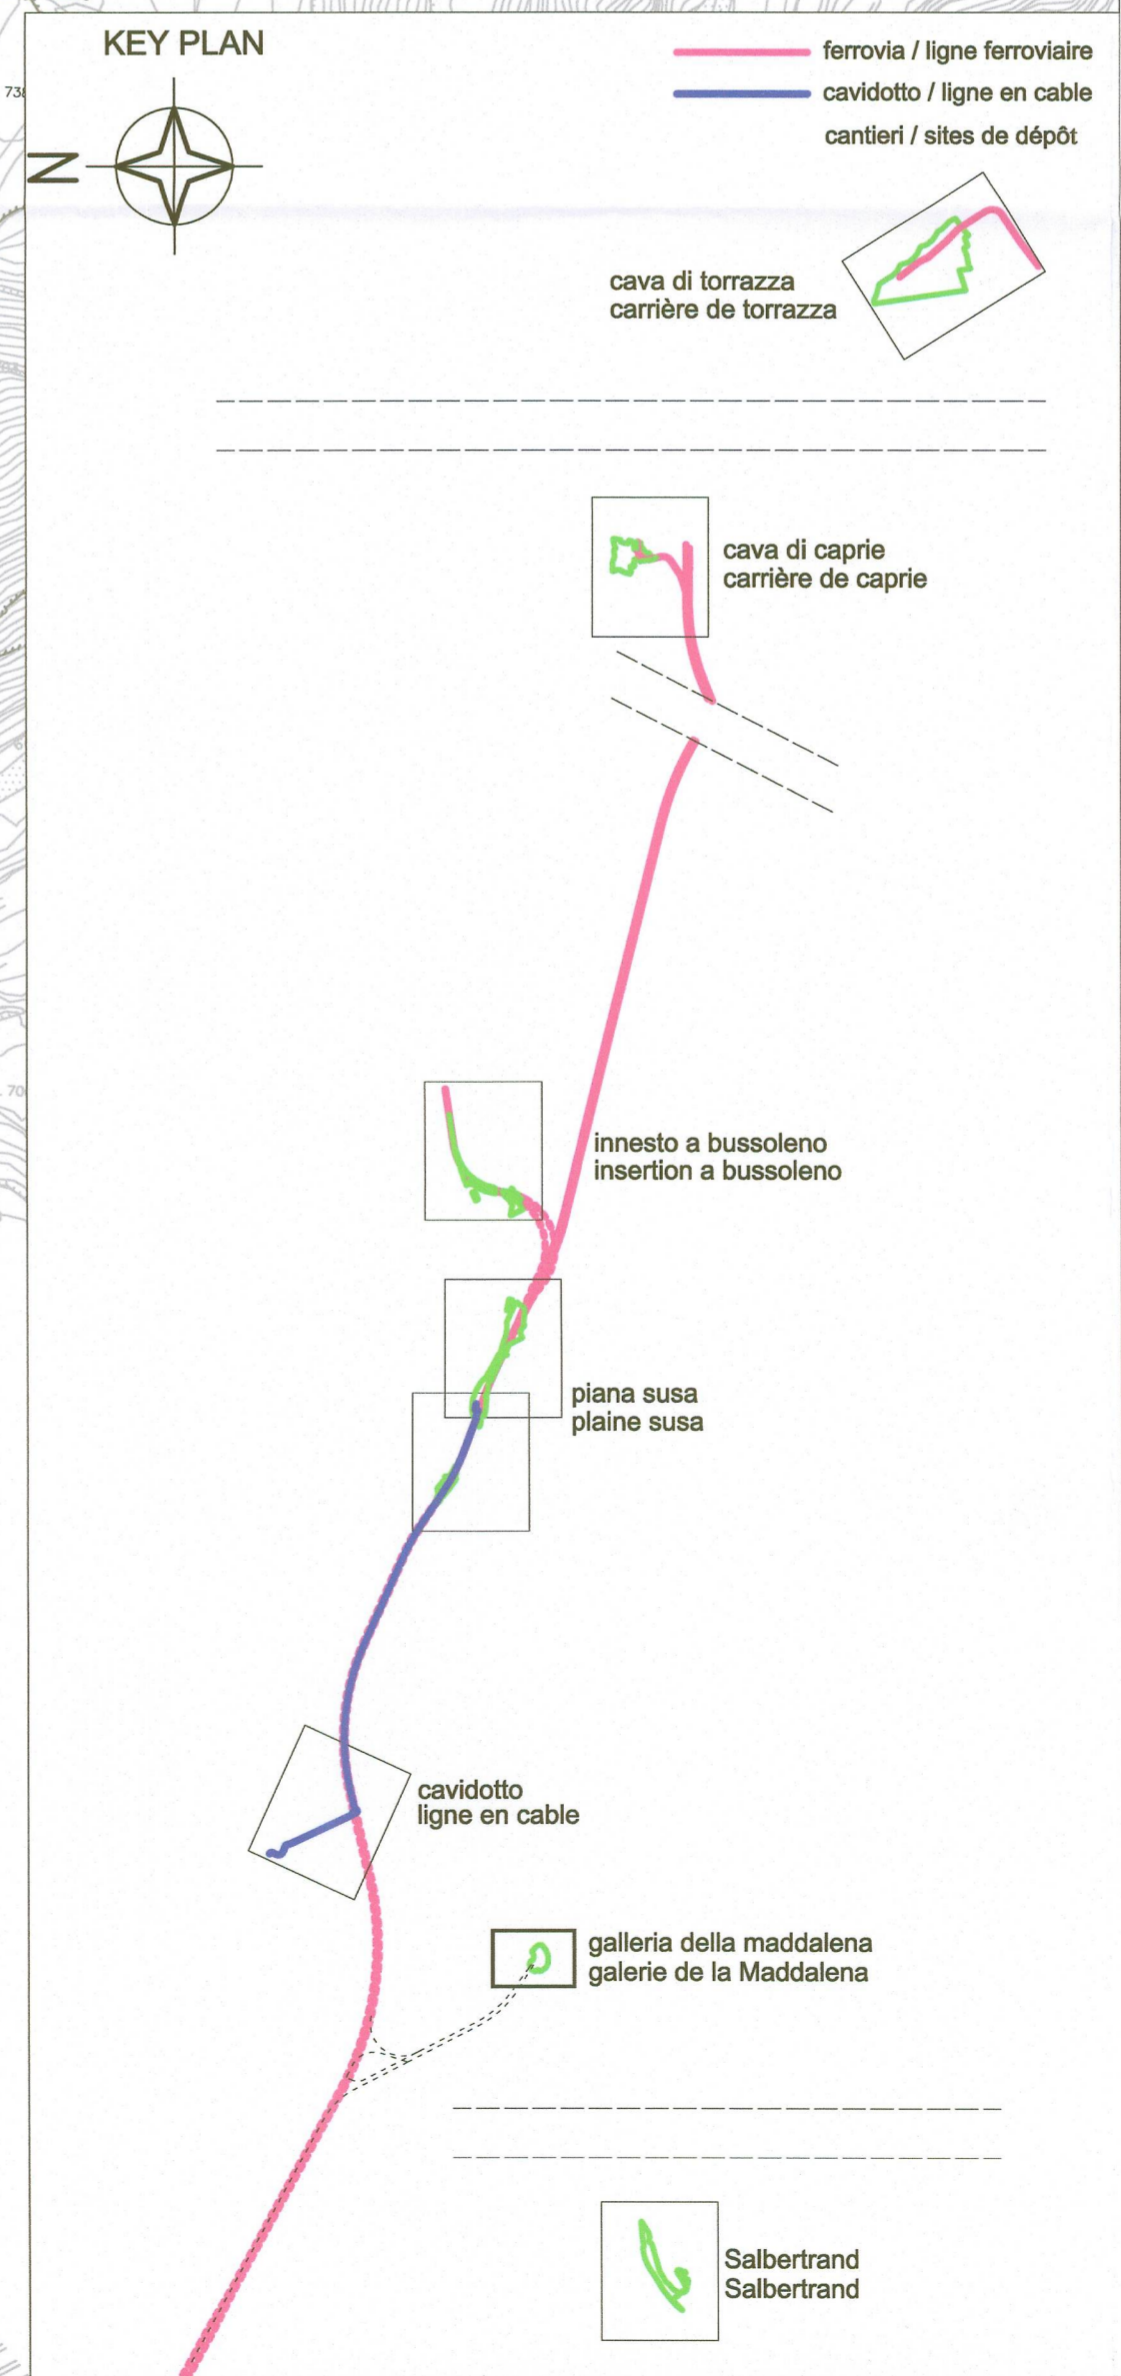 KEY PLAN
N
ferrovia / ligne ferroviaire
cavidotto / ligne en cable
cantieri / sites de dépôt
738
cava di torrazza
carrière de torrazza
cava di caprie
carrière de caprie
70
innesto a bussoleno
insertion a bussoleno
piana susa
plaine susa
cavidotto
ligne en cable
galleria della maddalena
galerie de la Maddalena
Salbertrand
Salbertrand